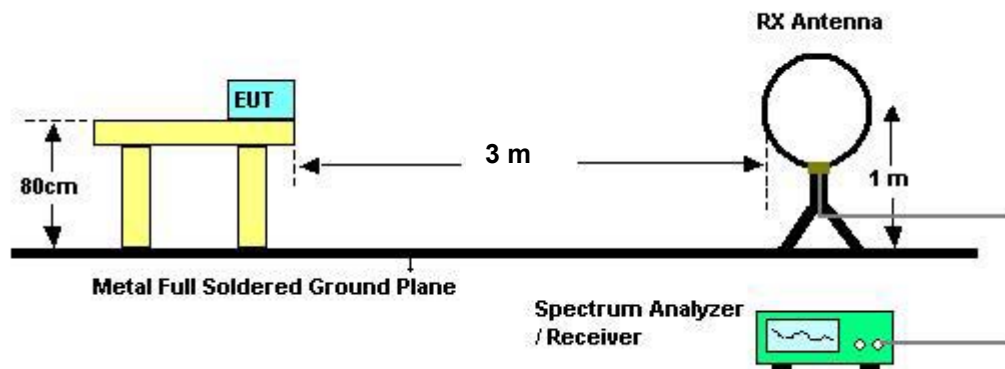 RX Antenna
EUT
3 m
80cm
1 m
Metal Full Soldered Ground Plane
Spectrum Analyzer
/ Receiver